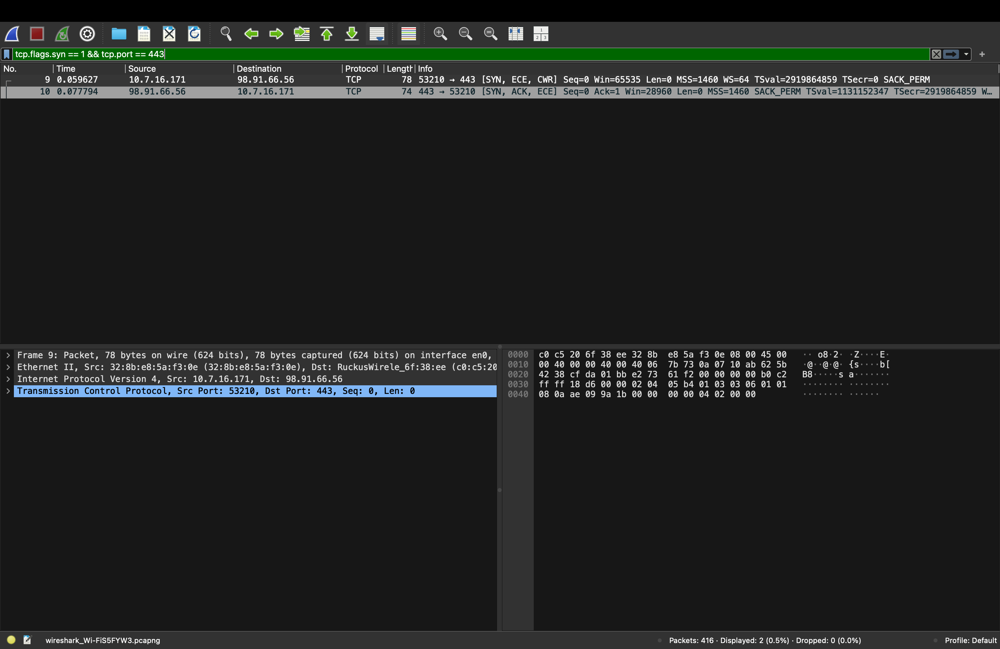 tcp.flags.syn == 1 && tcp.port == 443
No. Time Source Destination Protocol Length Info
9 0.059627 10.7.16.171 98.91.66.56 TCP 78 53210 → 443 [SYN, ECE, CWR] Seq=0 Win=65535 Len=0 MSS=1460 WS=64 TSval=2919864859 TSecr=0 SACK_PERM
10 0.077794 98.91.66.56 10.7.16.171 TCP 74 443 → 53210 [SYN, ACK, ECE] Seq=0 Ack=1 Win=28960 Len=0 MSS=1460 SACK_PERM TSval=1131152347 TSecr=2919864859 W…
Frame 9: Packet, 78 bytes on wire (624 bits), 78 bytes captured (624 bits) on interface en0,
Ethernet II, Src: 32:8b:e8:5a:f3:0e (32:8b:e8:5a:f3:0e), Dst: RuckusWirele_6f:38:ee (c0:c5:20
Internet Protocol Version 4, Src: 10.7.16.171, Dst: 98.91.66.56
Transmission Control Protocol, Src Port: 53210, Dst Port: 443, Seq: 0, Len: 0
0000 c0 c5 20 6f 38 ee 32 8b e8 5a f3 0e 08 00 45 00 ·· o8·2· ·Z····E·
0010 00 40 00 00 40 00 40 06 7b 73 0a 07 10 ab 62 5b ·@··@·@· {s····b[
0020 42 38 cf da 01 bb e2 73 61 f2 00 00 00 00 b0 c2 B8·····s a·······
0030 ff ff 18 d6 00 00 02 04 05 b4 01 03 03 06 01 01 ········ ········
0040 08 0a ae 09 9a 1b 00 00 00 00 04 02 00 00 ········ ······
wireshark_Wi-FiS5FYW3.pcapng Packets: 416 · Displayed: 2 (0.5%) · Dropped: 0 (0.0%) Profile: Default